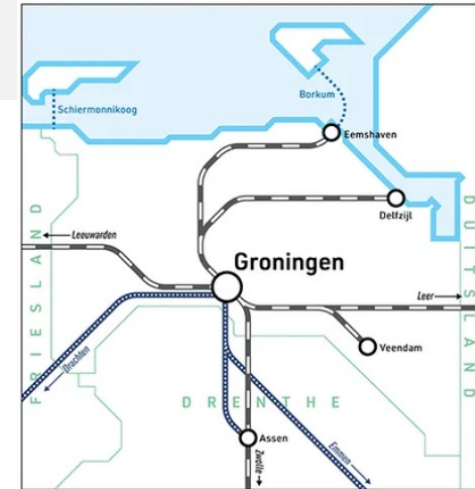 Schiermonnikoog
Borkum
Eemshaven
Delfzijl
FRIESLAND
Leeuwarden
Groningen
DUITSLAND
Leer
Veendam
Drachten
DRENTHE
Assen
Zwolle
Emmen